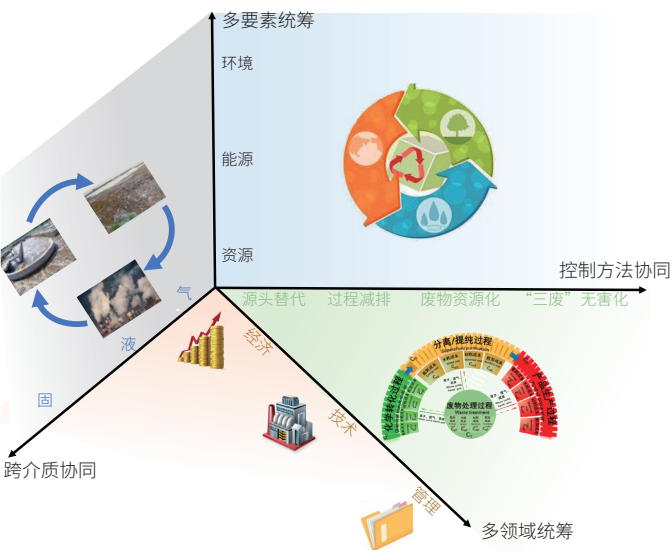 多要素统筹
环境
能源
资源
控制方法协同
源头替代 过程减排 废物资源化 “三废”无害化
气
液
固
跨介质协同
经济
技术
管理
多领域统筹
分离/提纯过程
化学转化过程
产品生产过程
废物处理过程
Waste treatment